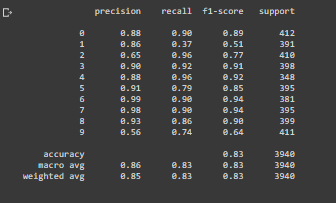 precision recall f1-score support
0 0.88 0.90 0.89 412
1 0.86 0.37 0.51 391
2 0.65 0.96 0.77 410
3 0.90 0.92 0.91 398
4 0.88 0.96 0.92 348
5 0.91 0.79 0.85 395
6 0.99 0.90 0.94 381
7 0.98 0.90 0.94 395
8 0.93 0.86 0.90 399
9 0.56 0.74 0.64 411
accuracy 0.83 3940
macro avg 0.86 0.83 0.83 3940
weighted avg 0.85 0.83 0.83 3940